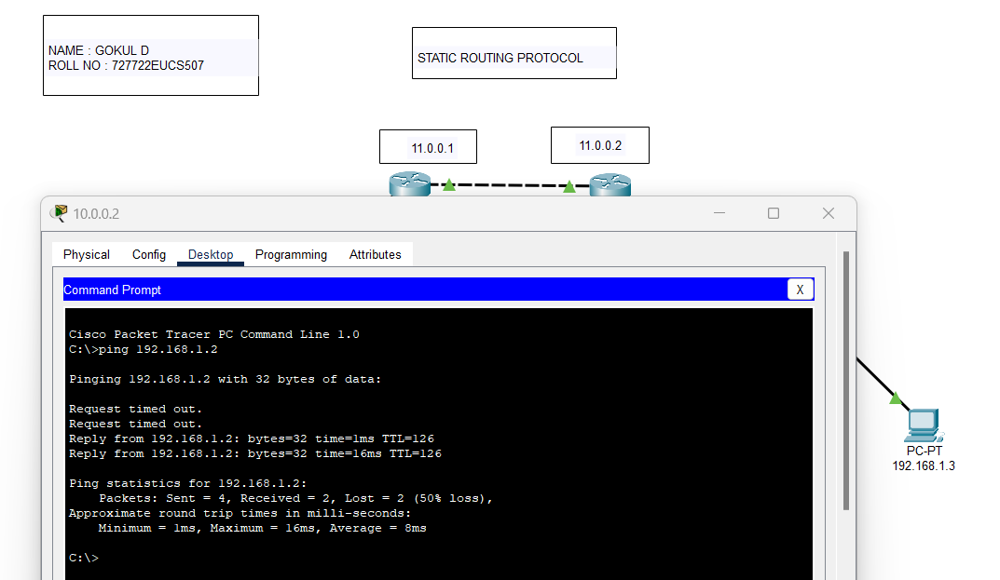 NAME : GOKUL D
ROLL NO : 727722EUCS507
STATIC ROUTING PROTOCOL
11.0.0.1
11.0.0.2
10.0.0.2
Physical Config Desktop Programming Attributes
Command Prompt
X
Cisco Packet Tracer PC Command Line 1.0
C:\>ping 192.168.1.2
Pinging 192.168.1.2 with 32 bytes of data:
Request timed out.
Request timed out.
Reply from 192.168.1.2: bytes=32 time=1ms TTL=126
Reply from 192.168.1.2: bytes=32 time=16ms TTL=126
Ping statistics for 192.168.1.2:
Packets: Sent = 4, Received = 2, Lost = 2 (50% loss),
Approximate round trip times in milli-seconds:
Minimum = 1ms, Maximum = 16ms, Average = 8ms
C:\>
PC-PT
192.168.1.3